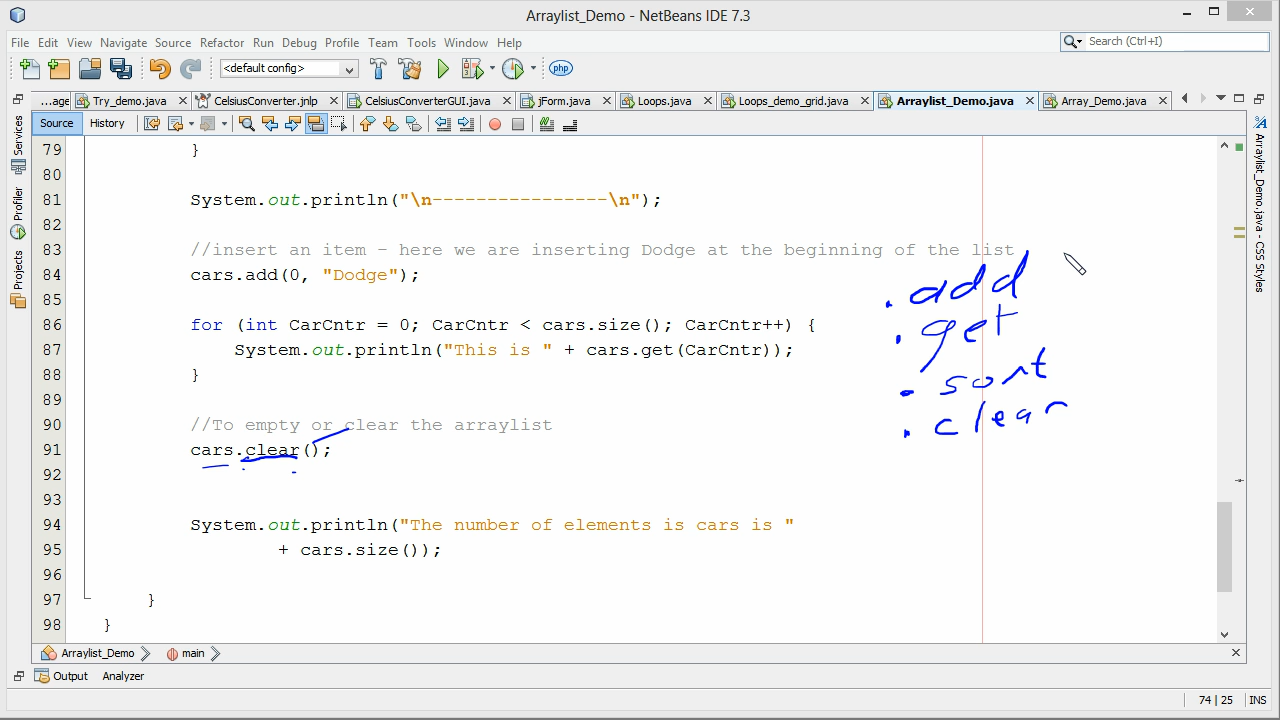 Arraylist_Demo - NetBeans IDE 7.3
File Edit View Navigate Source Refactor Run Debug Profile Team Tools Window Help
Search (Ctrl+I)
<default config>
php
...age Try_demo.java CelsiusConverter.jnlp CelsiusConverterGUI.java jForm.java Loops.java Loops_demo_grid.java Arraylist_Demo.java Array_Demo.java
Source History
Services
Profiler
Projects
79 }
80
81 System.out.println("\n----------------\n");
82
83 //insert an item – here we are inserting Dodge at the beginning of the list
84 cars.add(0, "Dodge");
85
86 for (int CarCntr = 0; CarCntr < cars.size(); CarCntr++) {
87 System.out.println("This is " + cars.get(CarCntr));
88 }
89
90 //To empty or clear the arraylist
91 cars.clear();
92
93
94 System.out.println("The number of elements is cars is "
95 + cars.size());
96
97 }
98 }
. add
. get
. sort
. clear
Arraylist_Demo.java - CSS Styles
Arraylist_Demo main
Output Analyzer
74 | 25 INS